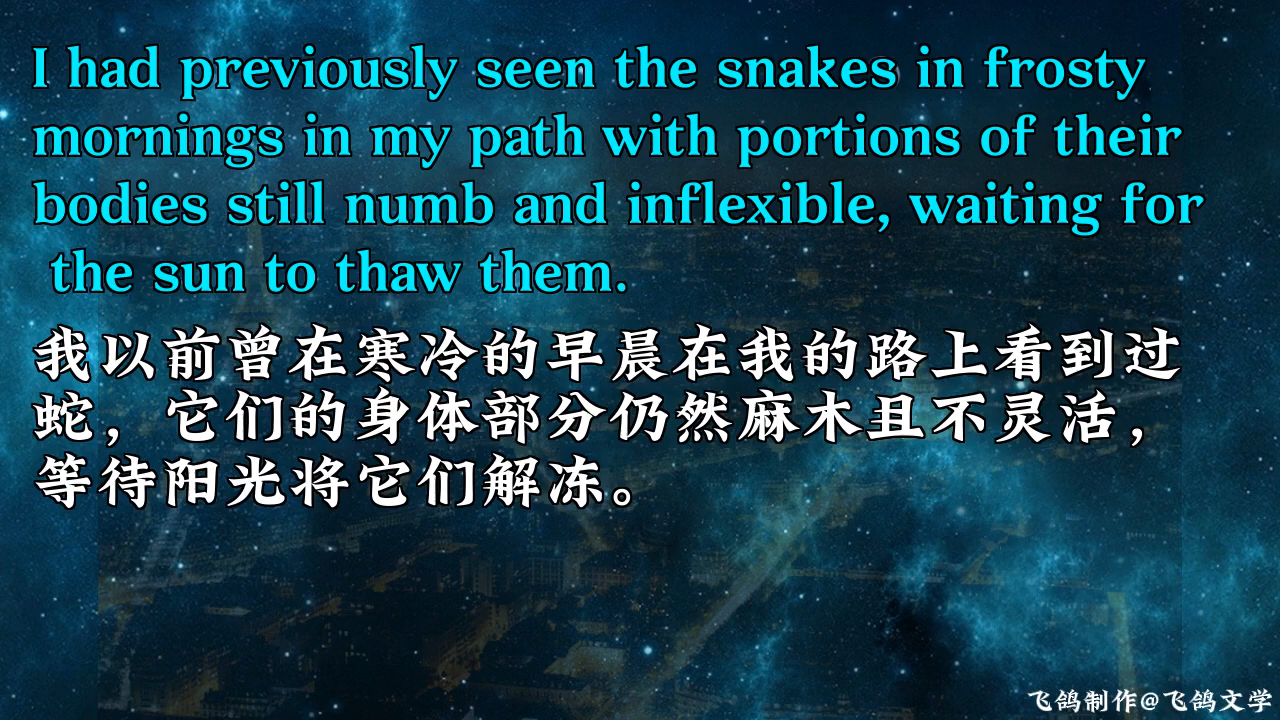 I had previously seen the snakes in frosty
mornings in my path with portions of their
bodies still numb and inflexible, waiting for
the sun to thaw them.
我以前曾在寒冷的早晨在我的路上看到过
蛇，它们的身体部分仍然麻木且不灵活，
等待阳光将它们解冻。
飞鸽制作@飞鸽文学